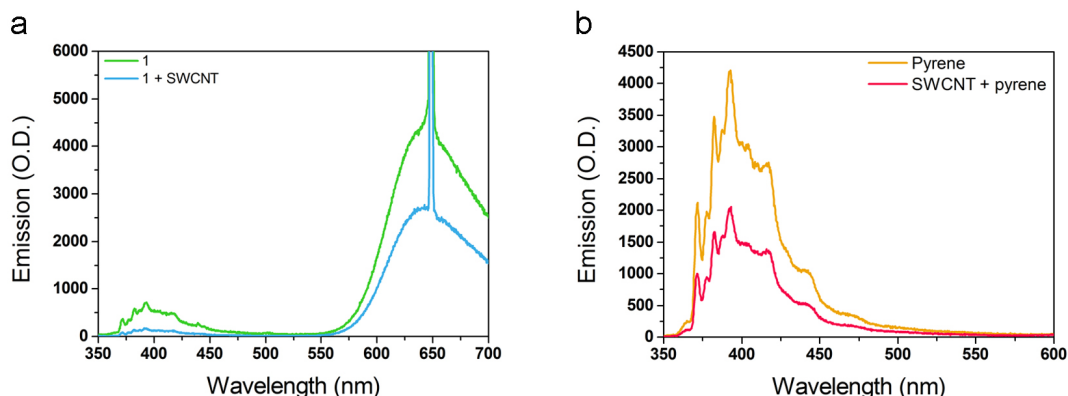 a
6000
5000
4000
3000
2000
1000
0
Emission (O.D.)
1
1 + SWCNT
350 400 450 500 550 600 650 700
Wavelength (nm)
b
4500
4000
3500
3000
2500
2000
1500
1000
500
0
Emission (O.D.)
Pyrene
SWCNT + pyrene
350 400 450 500 550 600
Wavelength (nm)